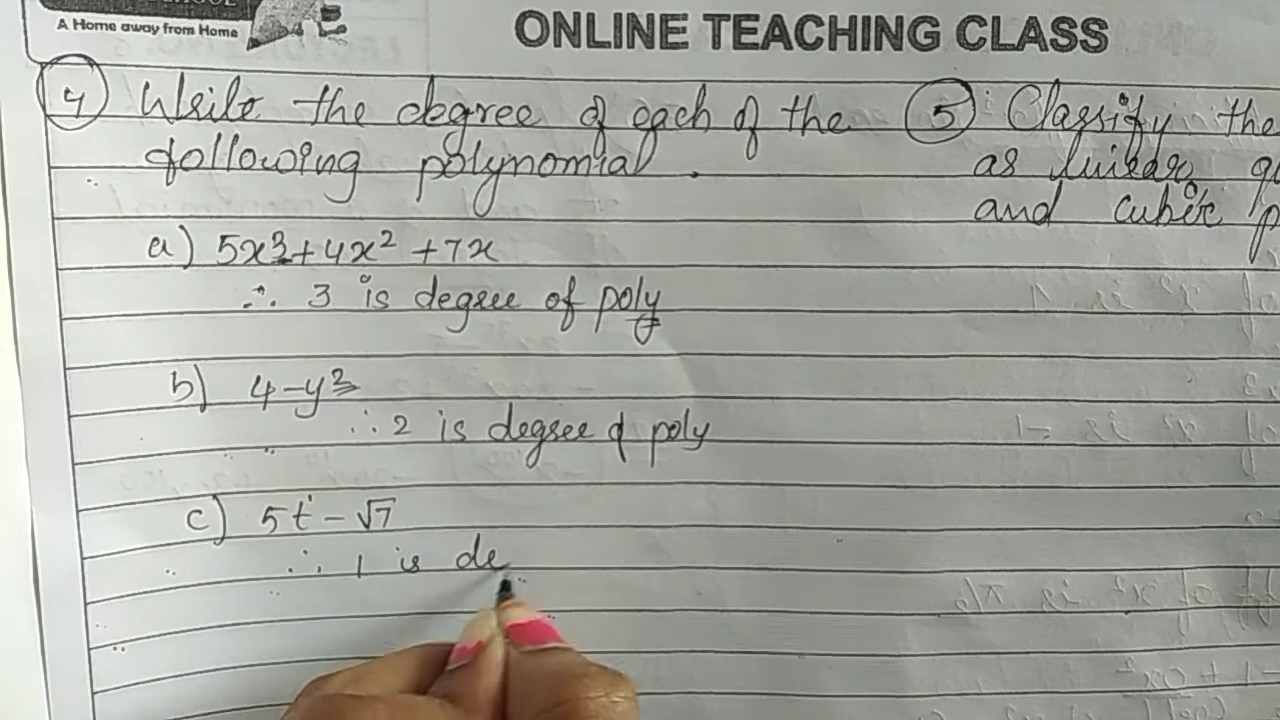 A Home away from Home
ONLINE TEACHING CLASS
4 Write the degree of each of the
following polynomial.
a) 5x³ + 4x² + 7x
∴ 3 is degree of poly
b) 4 - y²
∴ 2 is degree of poly
c) 5t - √7
∴ 1 is de
5 Classify the
as linear,
and cubic p